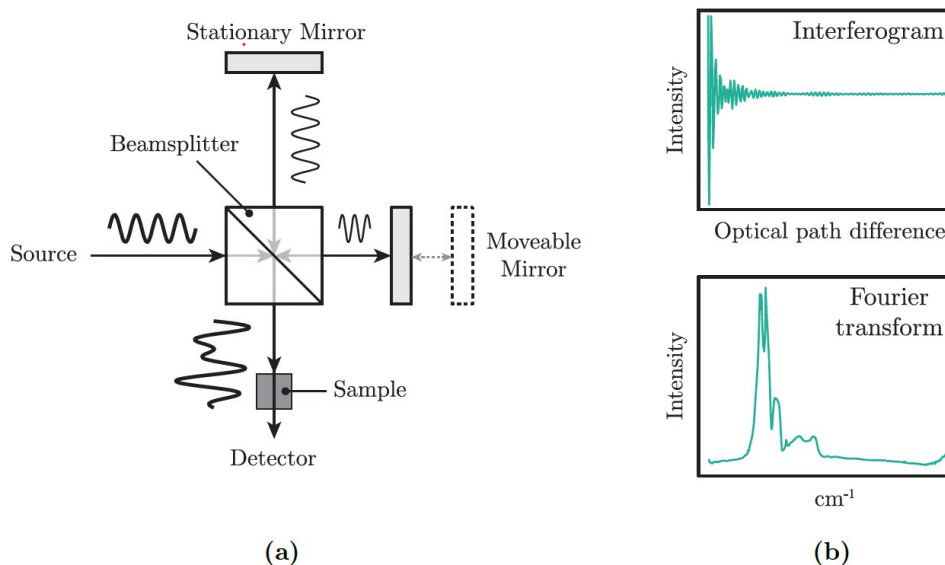 Stationary Mirror
Beamsplitter
Source
Moveable
Mirror
Sample
Detector
(a)
Interferogram
Intensity
Optical path difference
Fourier
transform
Intensity
cm⁻¹
(b)